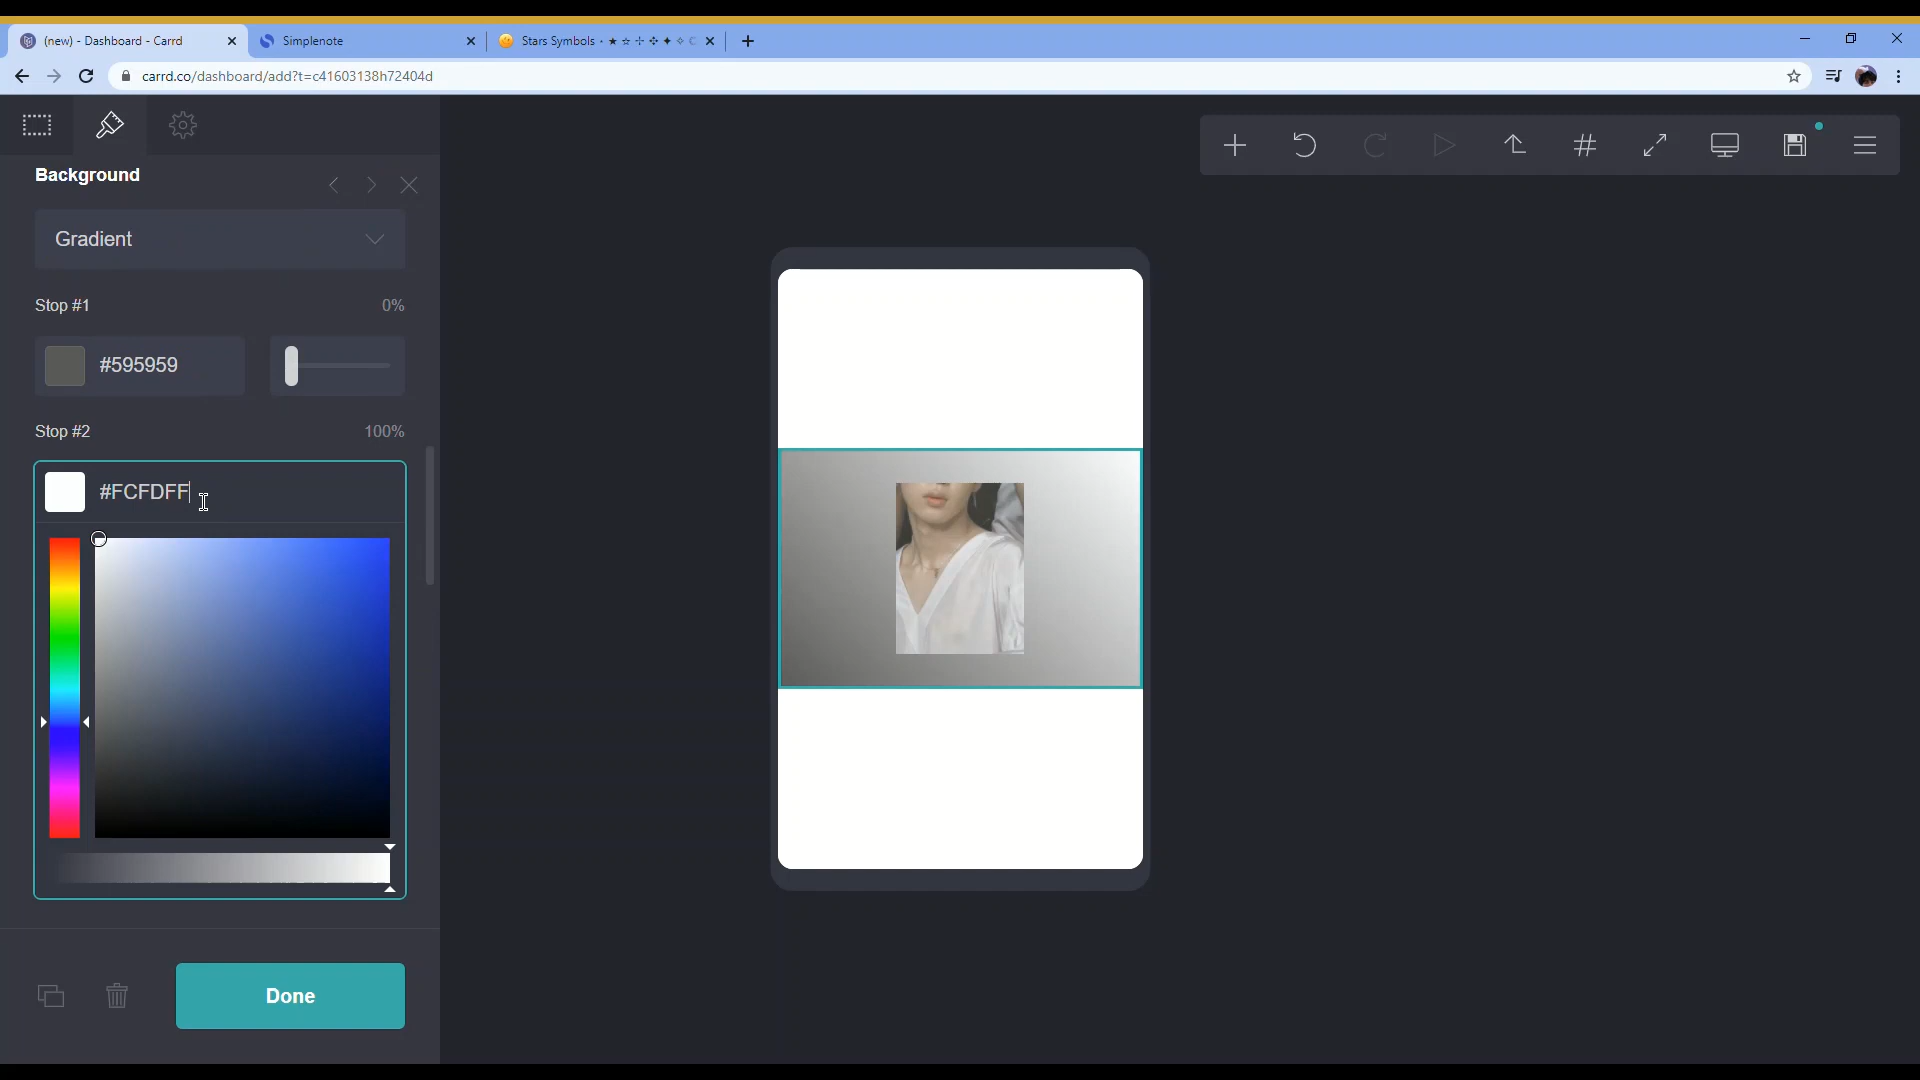 (new) - Dashboard - Carrd
Simplenote
Stars Symbols · ★ ☆ ⊹ ✣ ✦ ✧ ☾
carrd.co/dashboard/add?t=c41603138h72404d
Background
Gradient
Stop #1 0%
#595959
Stop #2 100%
#FCFDFF
Done